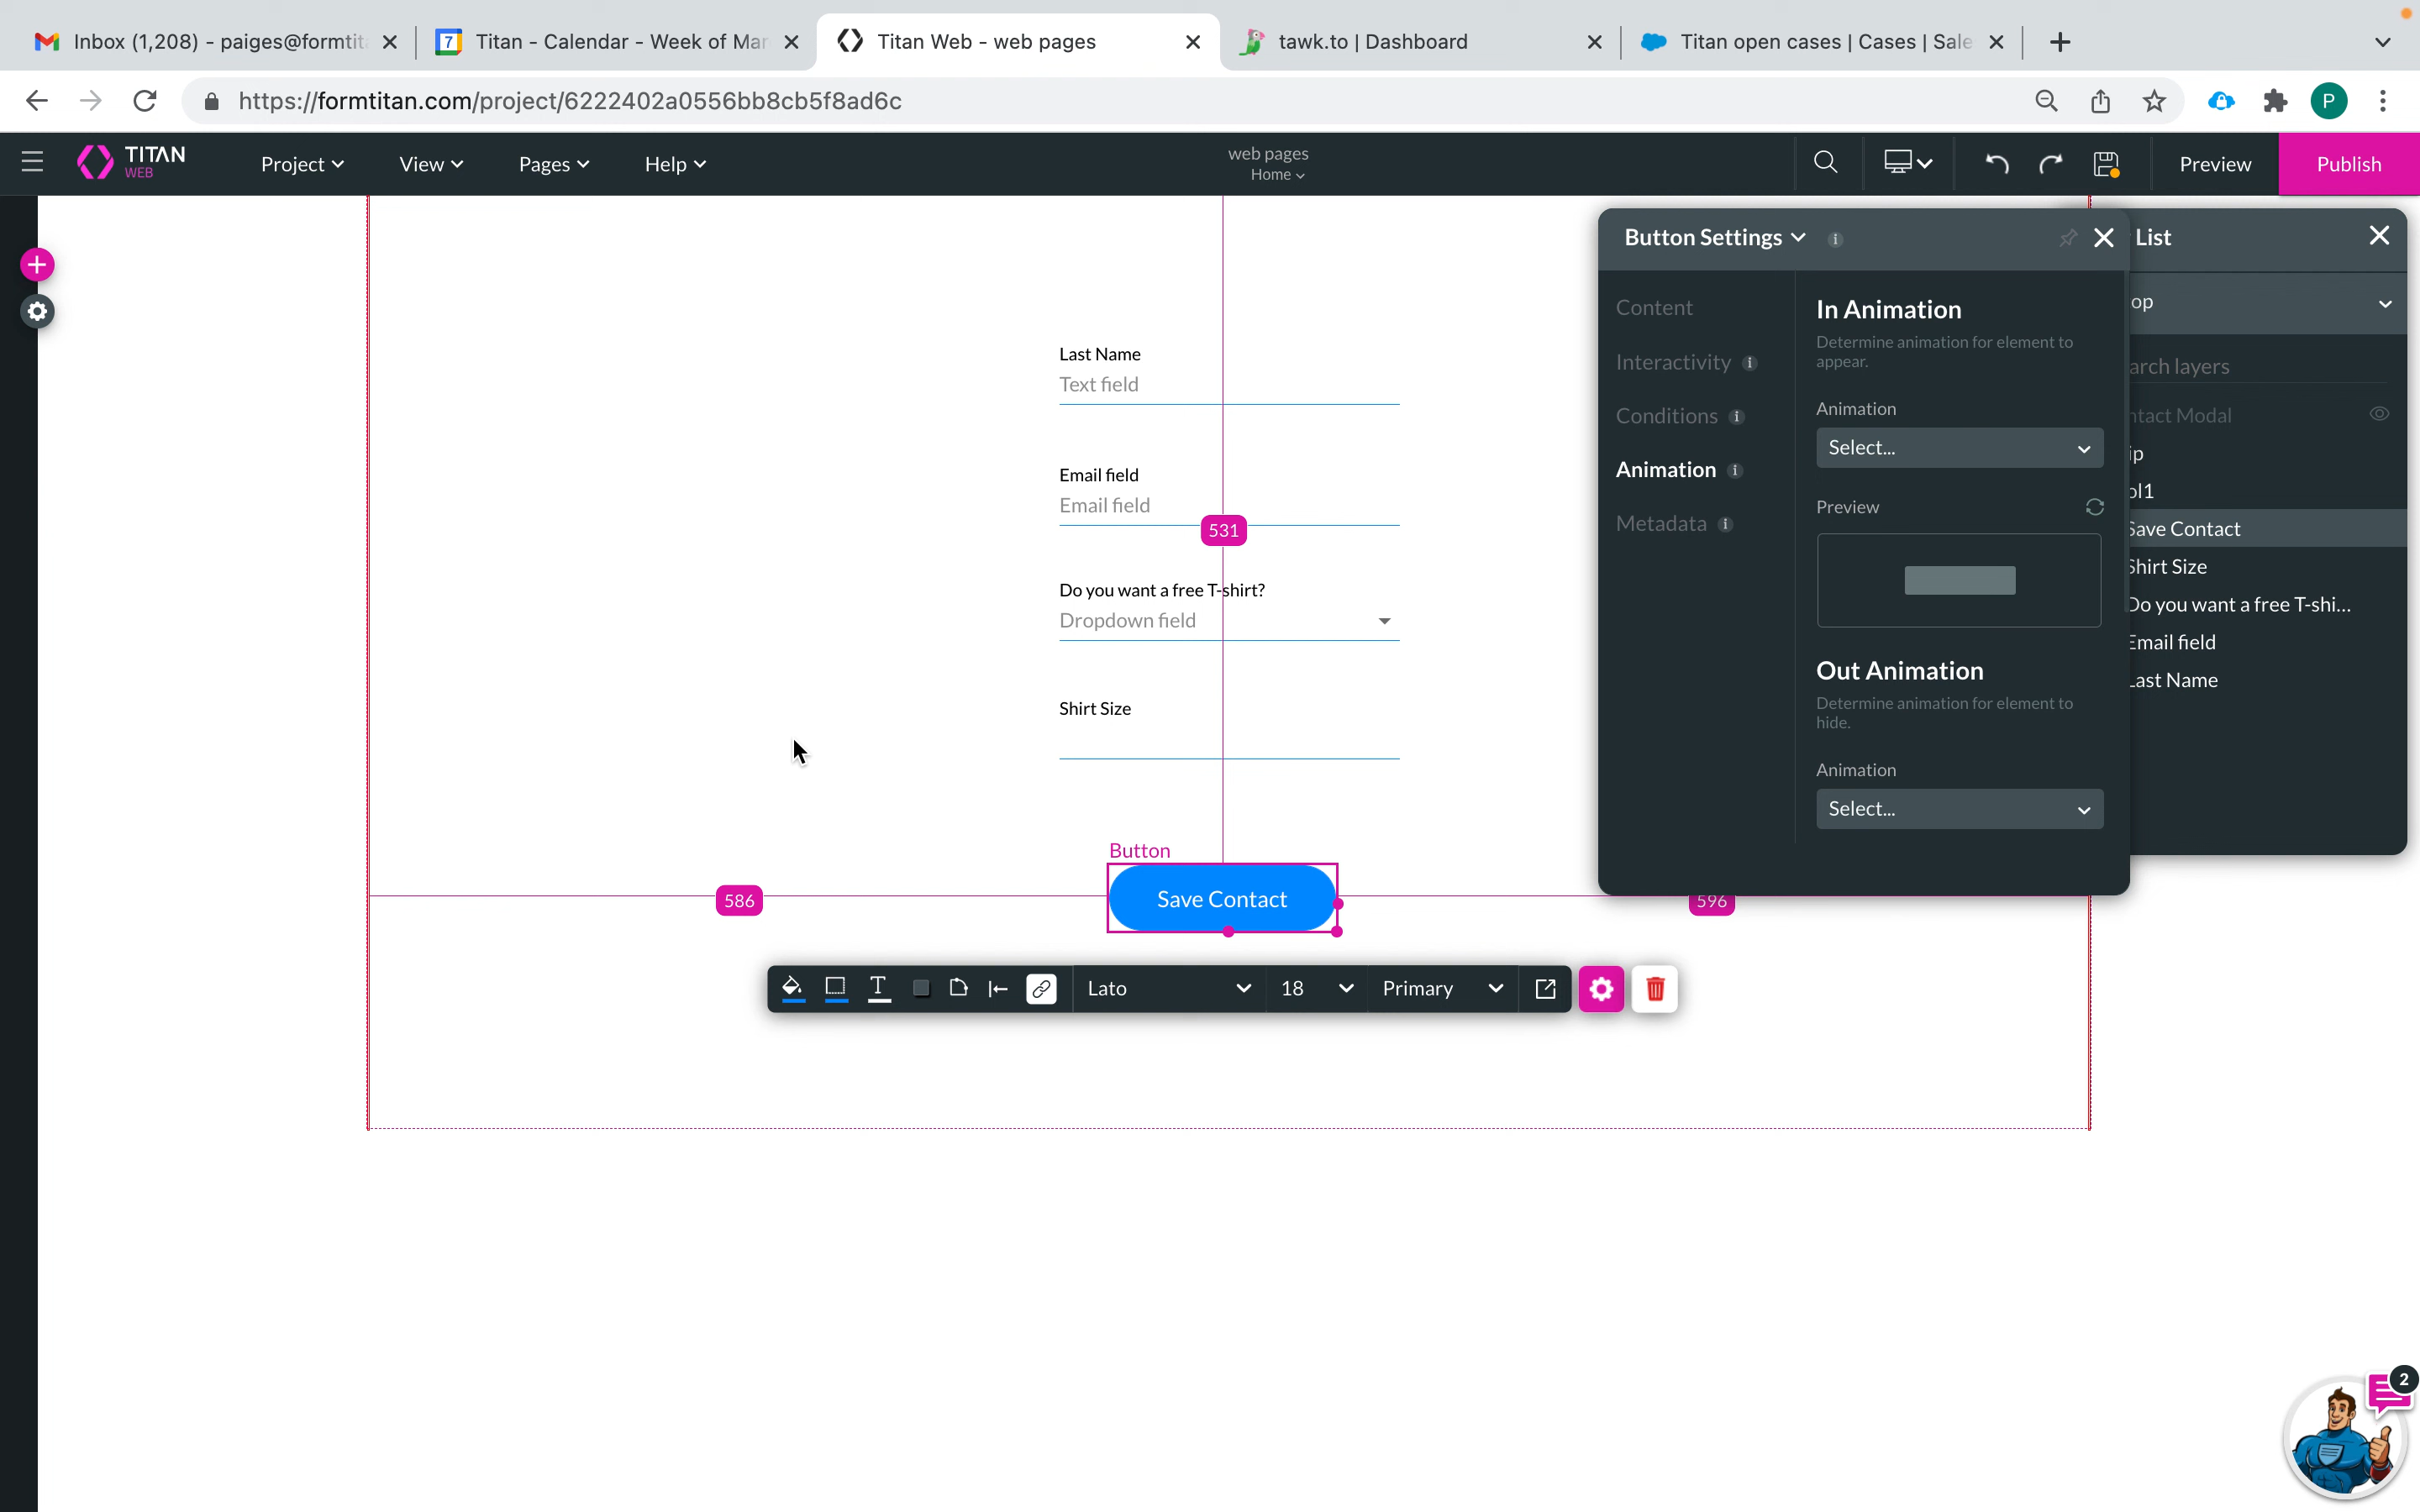 Inbox (1,208) - paiges@formtit
7
Titan - Calendar - Week of Mar
Titan Web - web pages
tawk.to | Dashboard
Titan open cases | Cases | Sale
https://formtitan.com/project/6222402a0556bb8cb5f8ad6c
P
TITAN
WEB
Project
View
Pages
Help
web pages
Home
Preview
Publish
Button Settings
List
Content
Interactivity
Conditions
Animation
Metadata
In Animation
Determine animation for element to
appear.
Animation
Select...
Preview
Out Animation
Determine animation for element to
hide.
Animation
Select...
op
arch layers
ntact Modal
ip
ol1
Save Contact
Shirt Size
Do you want a free T-shi...
Email field
Last Name
Last Name
Text field
Email field
Email field
531
Do you want a free T-shirt?
Dropdown field
Shirt Size
Button
586
Save Contact
596
Lato
18
Primary
2